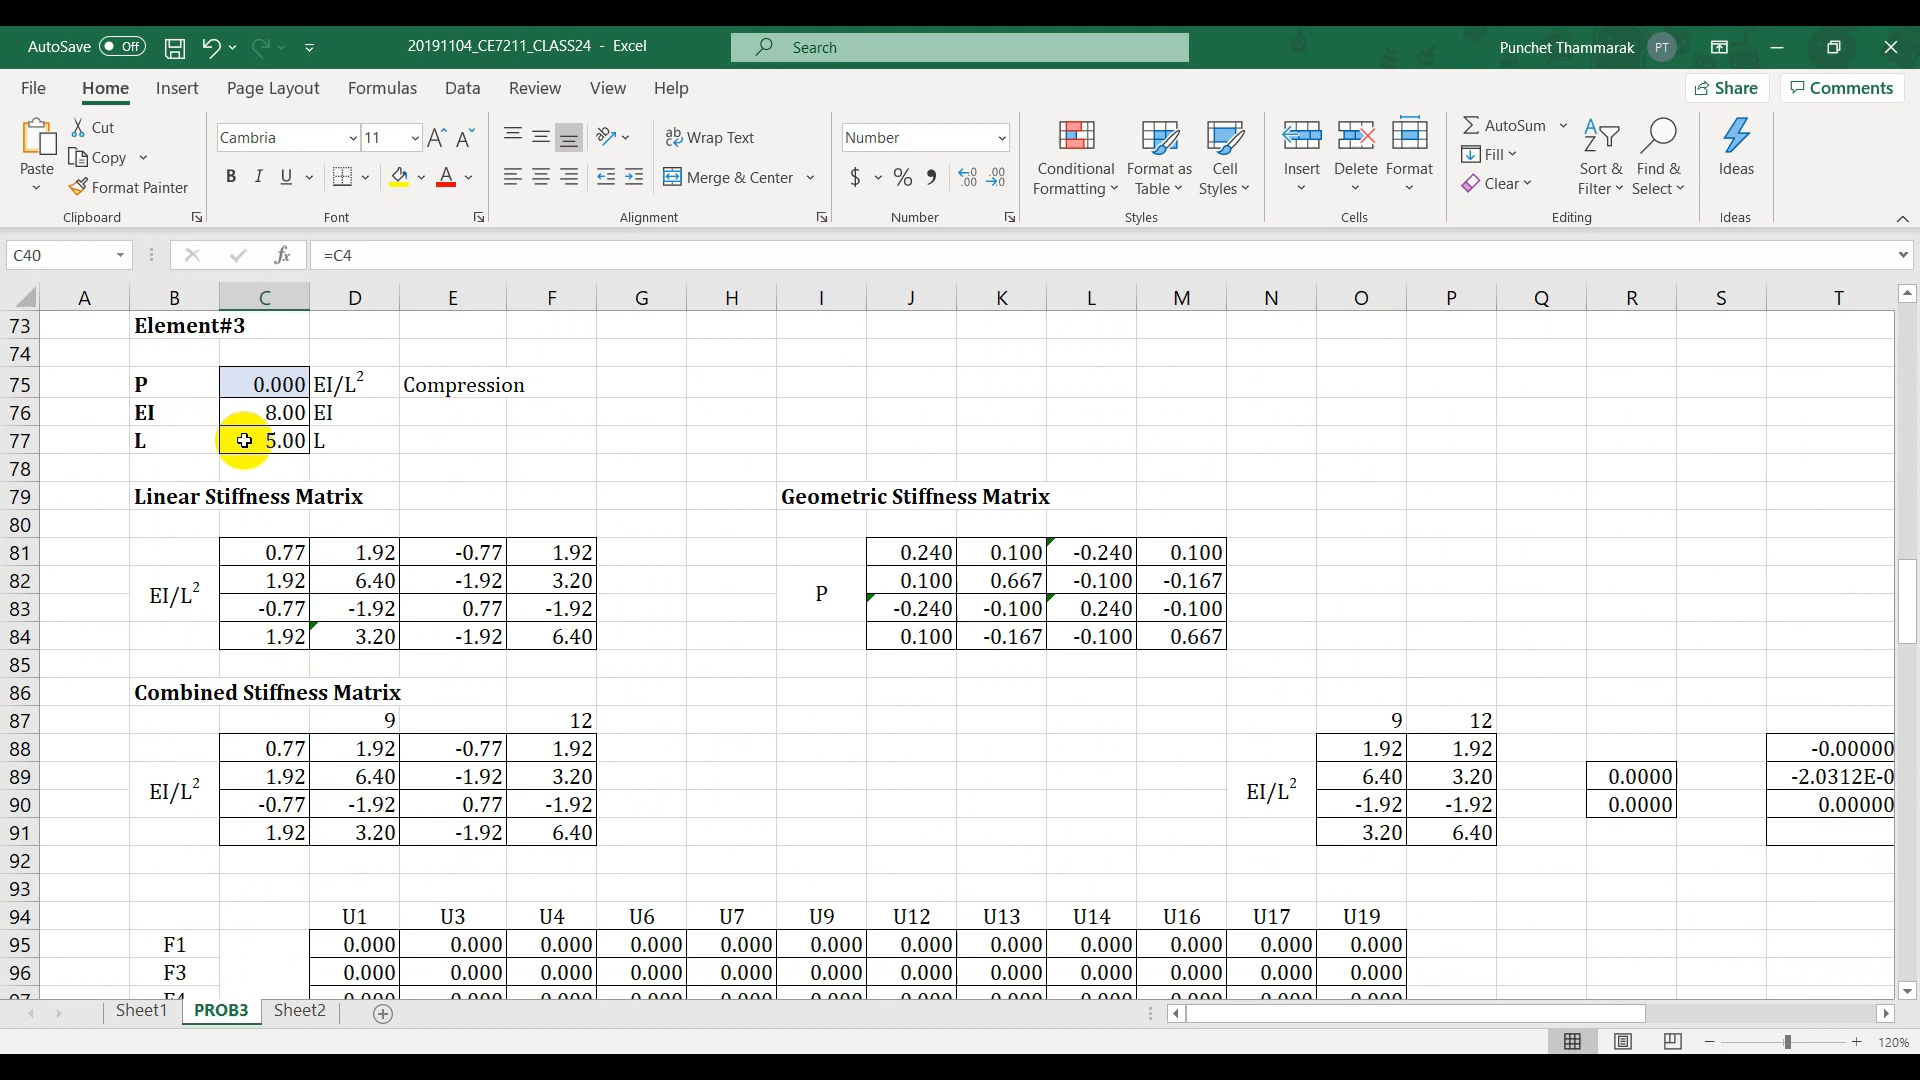 AutoSave Off 20191104_CE7211_CLASS24 - Excel Search Punchet Thammarak PT
File Home Insert Page Layout Formulas Data Review View Help Share Comments
Paste Cut Copy Format Painter Clipboard
Cambria 11 B I U Font
ab Wrap Text Merge & Center Alignment
Number $ % Number
Conditional Formatting Format as Table Cell Styles Styles
Insert Delete Format Cells
AutoSum Fill Clear Sort & Filter Find & Select Editing
Ideas Ideas
C40 fx =C4
A B C D E F G H I J K L M N O P Q R S T
73 Element#3
74
75 P 0.000 EI/L² Compression
76 EI 8.00 EI
77 L 5.00 L
78
79 Linear Stiffness Matrix Geometric Stiffness Matrix
80
81 0.77 1.92 -0.77 1.92 0.240 0.100 -0.240 0.100
82 1.92 6.40 -1.92 3.20 0.100 0.667 -0.100 -0.167
EI/L² P
83 -0.77 -1.92 0.77 -1.92 -0.240 -0.100 0.240 -0.100
84 1.92 3.20 -1.92 6.40 0.100 -0.167 -0.100 0.667
85
86 Combined Stiffness Matrix
87 9 12 9 12
88 0.77 1.92 -0.77 1.92 1.92 1.92 -0.00000
89 1.92 6.40 -1.92 3.20 6.40 3.20 0.0000 -2.0312E-0
EI/L² EI/L²
90 -0.77 -1.92 0.77 -1.92 -1.92 -1.92 0.0000 0.00000
91 1.92 3.20 -1.92 6.40 3.20 6.40
92
93
94 U1 U3 U4 U6 U7 U9 U12 U13 U14 U16 U17 U19
95 F1 0.000 0.000 0.000 0.000 0.000 0.000 0.000 0.000 0.000 0.000 0.000 0.000
96 F3 0.000 0.000 0.000 0.000 0.000 0.000 0.000 0.000 0.000 0.000 0.000 0.000
Sheet1 PROB3 Sheet2
120%